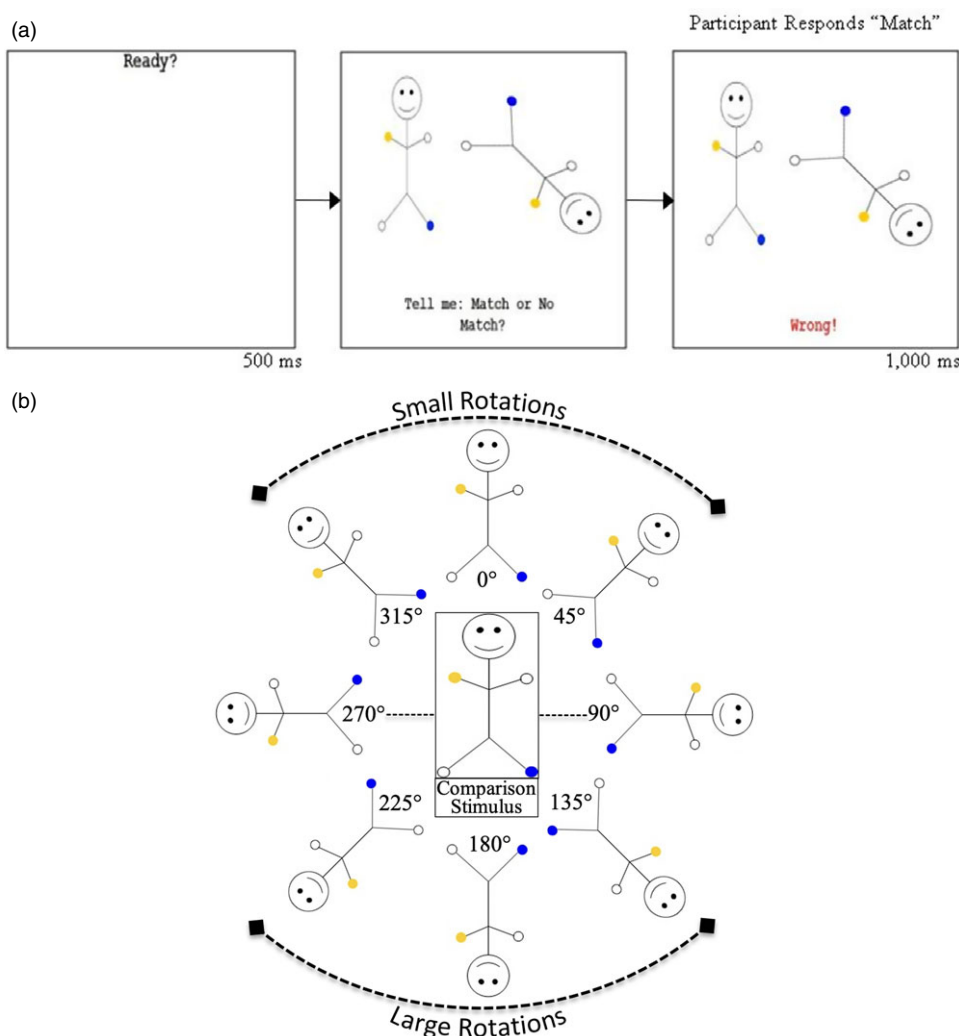 (a)
Participant Responds “Match”
Ready?
Tell me: Match or No
Match?
Wrong!
500 ms
1,000 ms
(b)
Small Rotations
0°
315°
45°
270°
90°
Comparison
Stimulus
225°
135°
180°
Large Rotations